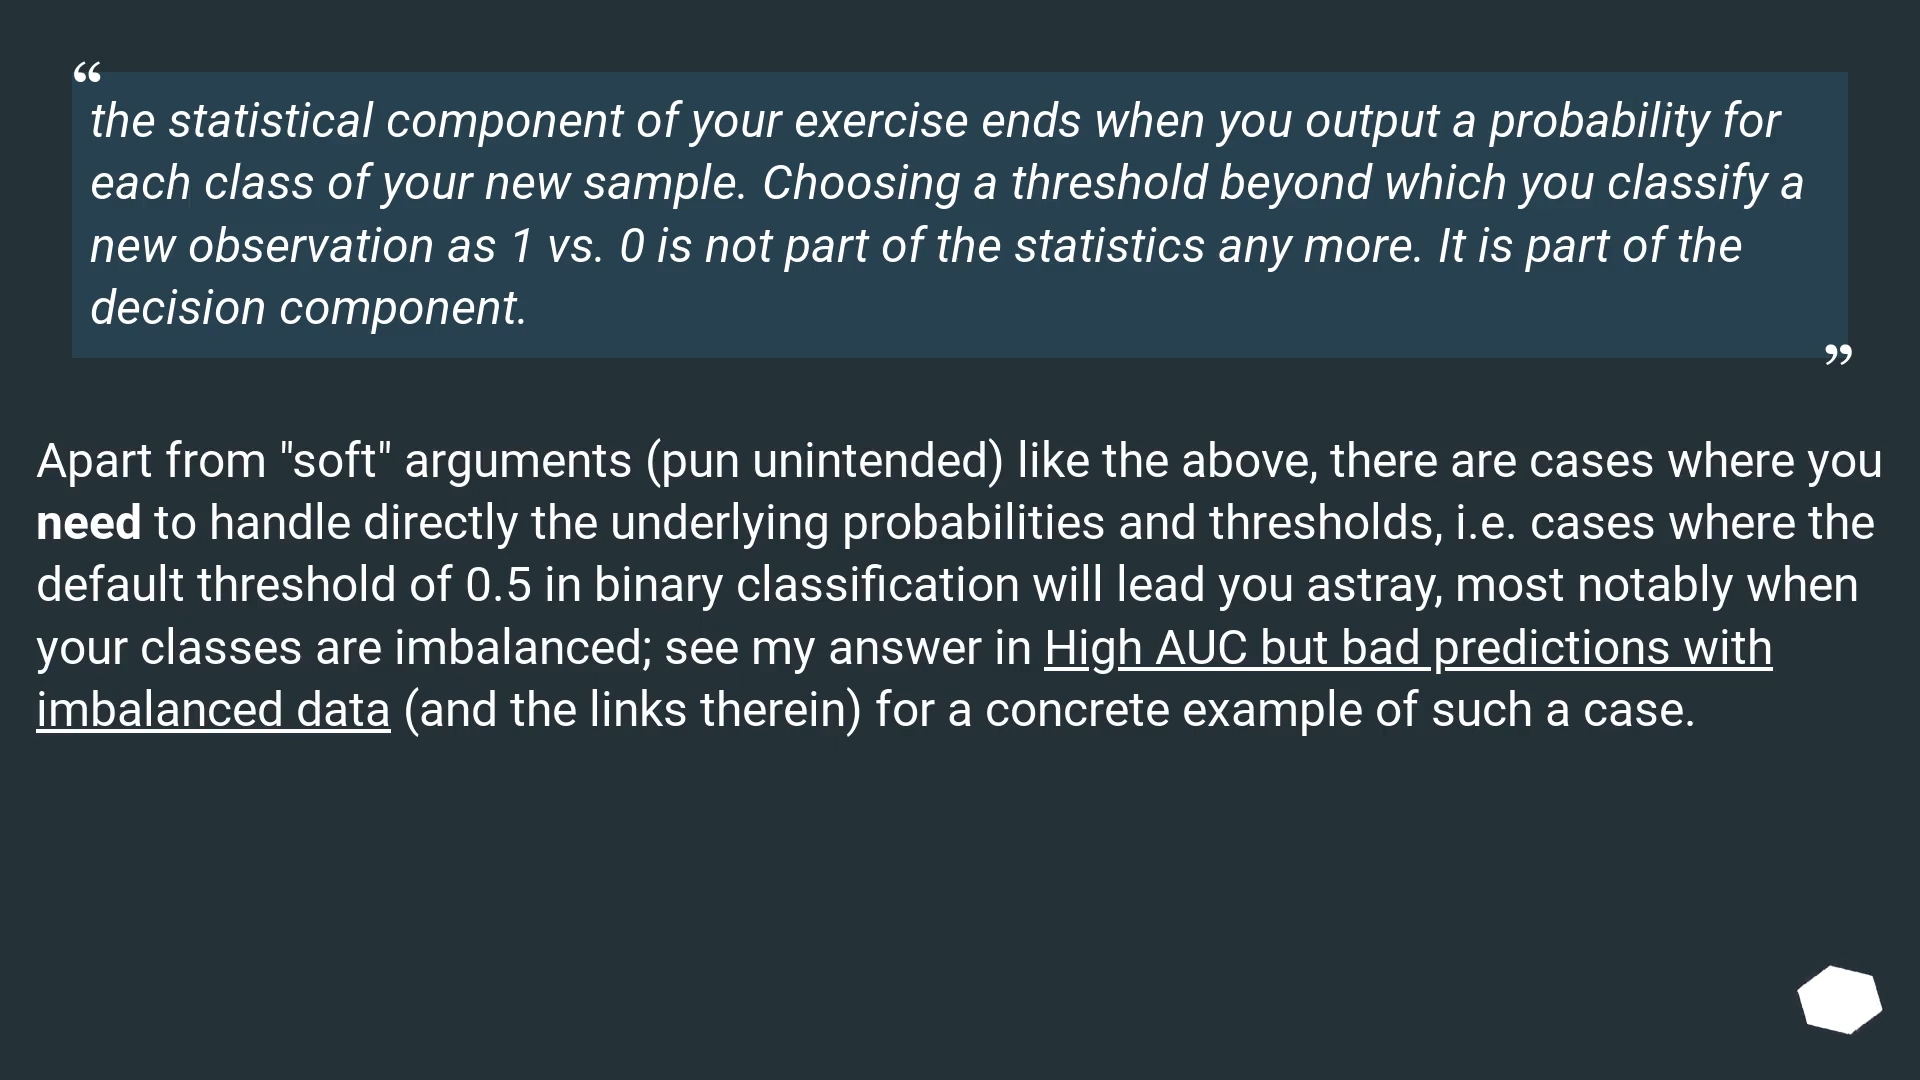 “
the statistical component of your exercise ends when you output a probability for
each class of your new sample. Choosing a threshold beyond which you classify a
new observation as 1 vs. 0 is not part of the statistics any more. It is part of the
decision component.
”
Apart from "soft" arguments (pun unintended) like the above, there are cases where you
need to handle directly the underlying probabilities and thresholds, i.e. cases where the
default threshold of 0.5 in binary classification will lead you astray, most notably when
your classes are imbalanced; see my answer in High AUC but bad predictions with
imbalanced data (and the links therein) for a concrete example of such a case.